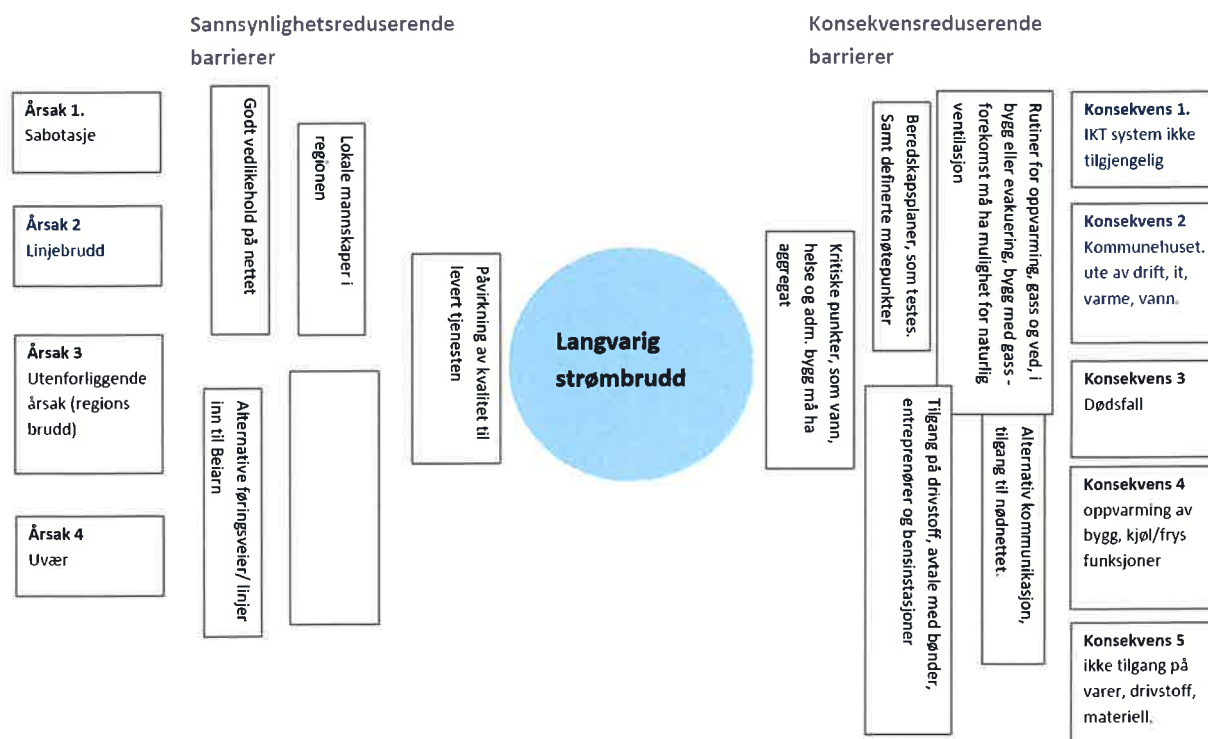 Sannsynlighetsreduserende
barrierer
Konsekvensreduserende
barrierer
Årsak 1.
Sabotasje
Årsak 2
Linjebrudd
Årsak 3
Utenforliggende
årsak (regions
brudd)
Årsak 4
Uvær
Godt vedlikehold på nettet
Lokale mannskaper i
regionen
Alternative føringsveier/ linjer
inn til Beiarn
Påvirkning av kvalitet til
levert tjenesten
Langvarig
strømbrudd
Kritiske punkter, som vann,
helse og adm. bygg må ha
aggregat
Beredskapsplaner, som testes.
Samt definerte møtepunkter
Tilgang på drivstoff, avtale med bønder,
entreprenører og bensinstasjoner
Rutiner for oppvarming, gass og ved, i
bygg eller evakuering, bygg med gass -
forekomst må ha mulighet for naturlig
ventilasjon
Alternativ kommunikasjon,
tilgang til nødnettet.
Konsekvens 1.
IKT system ikke
tilgjengelig
Konsekvens 2
Kommunehuset.
ute av drift, it,
varme, vann.
Konsekvens 3
Dødsfall
Konsekvens 4
oppvarming av
bygg, kjøl/frys
funksjoner
Konsekvens 5
ikke tilgang på
varer, drivstoff,
materiell.